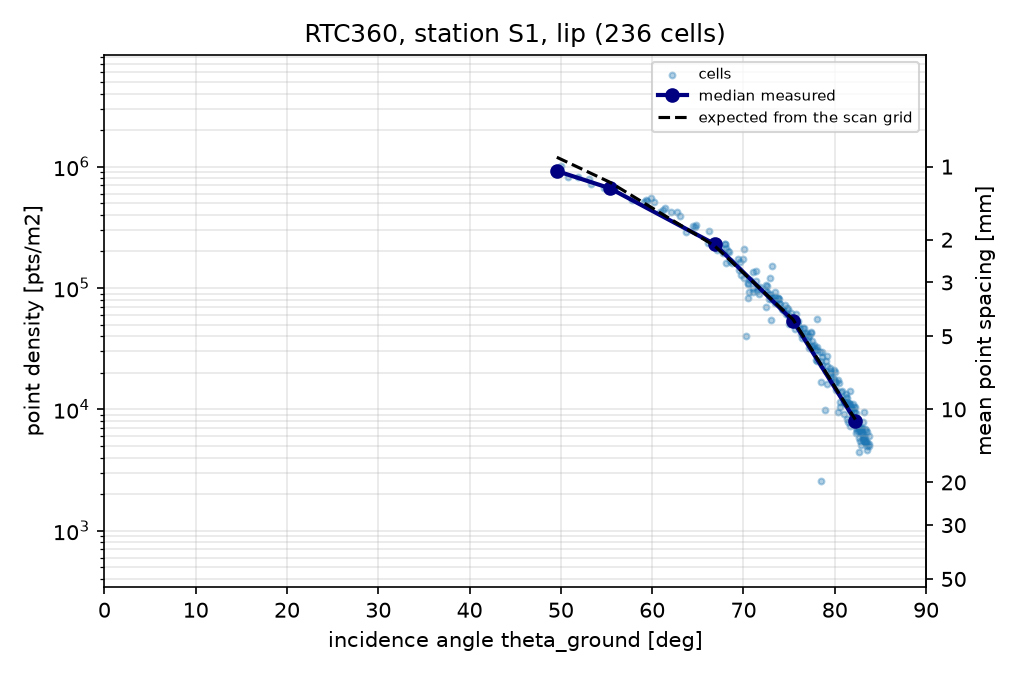 RTC360, station S1, lip (236 cells)
cells
median measured
expected from the scan grid
point density [pts/m2]
10^6
10^5
10^4
10^3
1
2
3
5
10
20
30
50
mean point spacing [mm]
0 10 20 30 40 50 60 70 80 90
incidence angle theta_ground [deg]